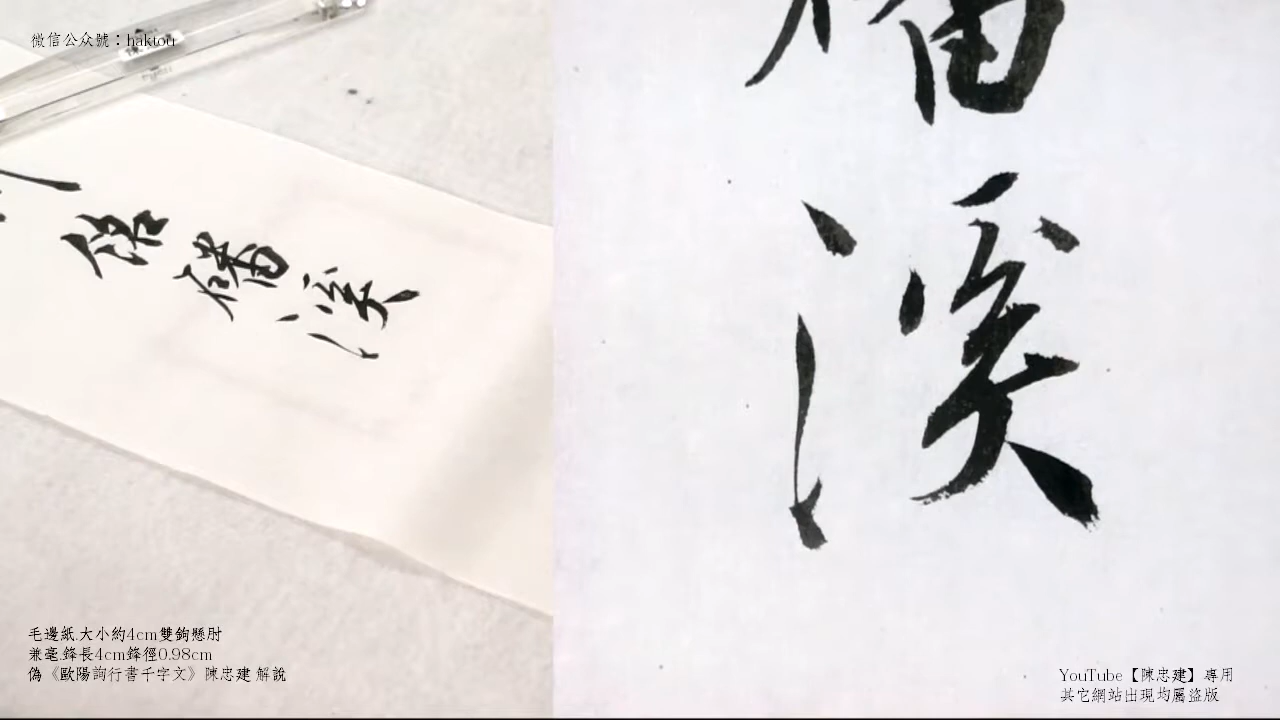 微信公众號：haktou
銘
磻
溪
溪
毛邊紙.大小約4cm雙鉤懸肘
兼毫.鋒長4cm鋒徑0.98cm
偽《歐陽詢行書千字文》陳忠建 解說
YouTube【陳忠建】專用
其它網站出現均屬盜版